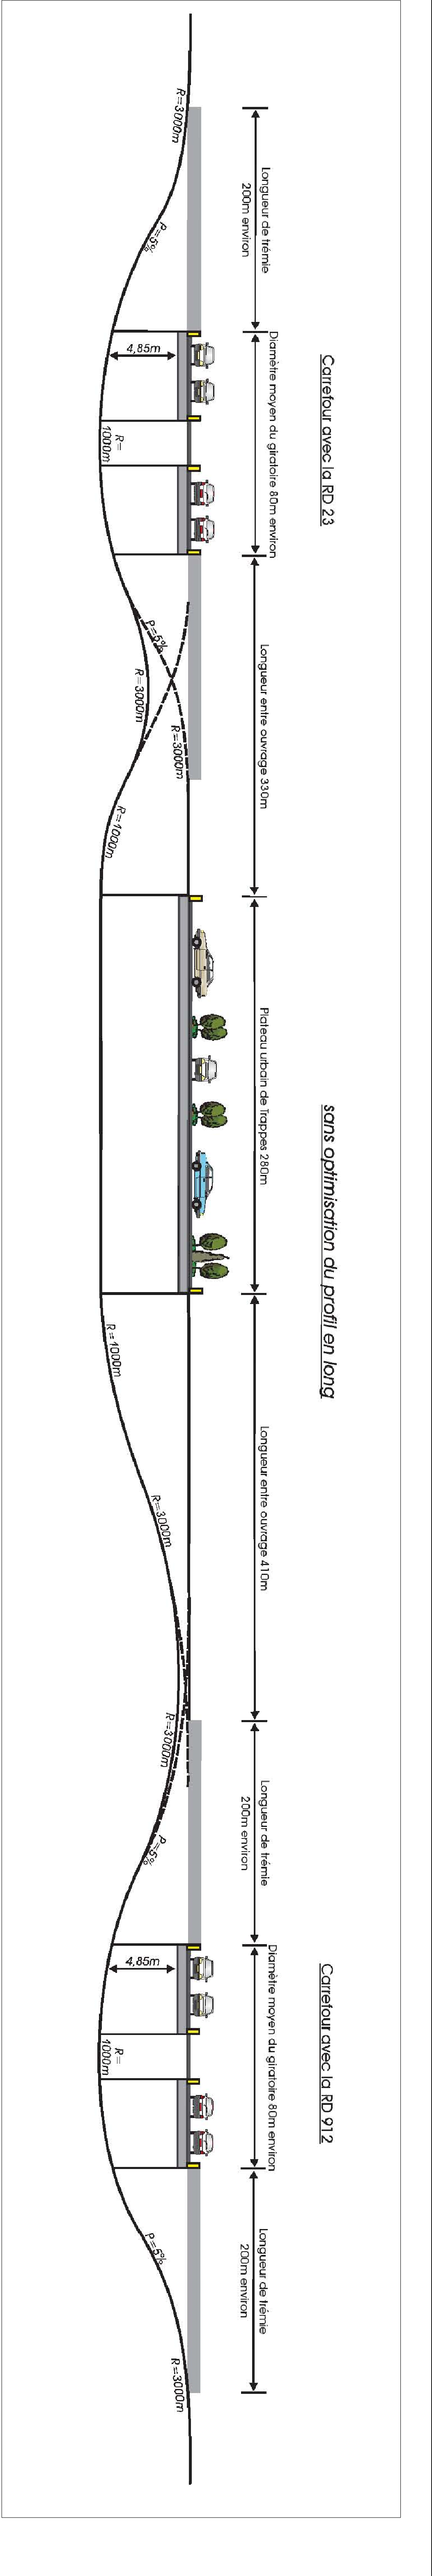 sans optimisation du profil en long
Carrefour avec la RD 23
Carrefour avec la RD 912
Longueur de trémie
200m environ
Diamètre moyen du giratoire 80m environ
Longueur entre ouvrage 330m
Plateau urbain de Trappes 280m
Longueur entre ouvrage 410m
Longueur de trémie
200m environ
Diamètre moyen du giratoire 80m environ
Longueur de trémie
200m environ
R=3000m
P=5%
4,85m
R=
1000m
P=5%
R=3000m
R=3000m
R=1000m
R=1000m
R=3000m
R=3000m
4,85m
R=
1000m
P=5%
R=3000m